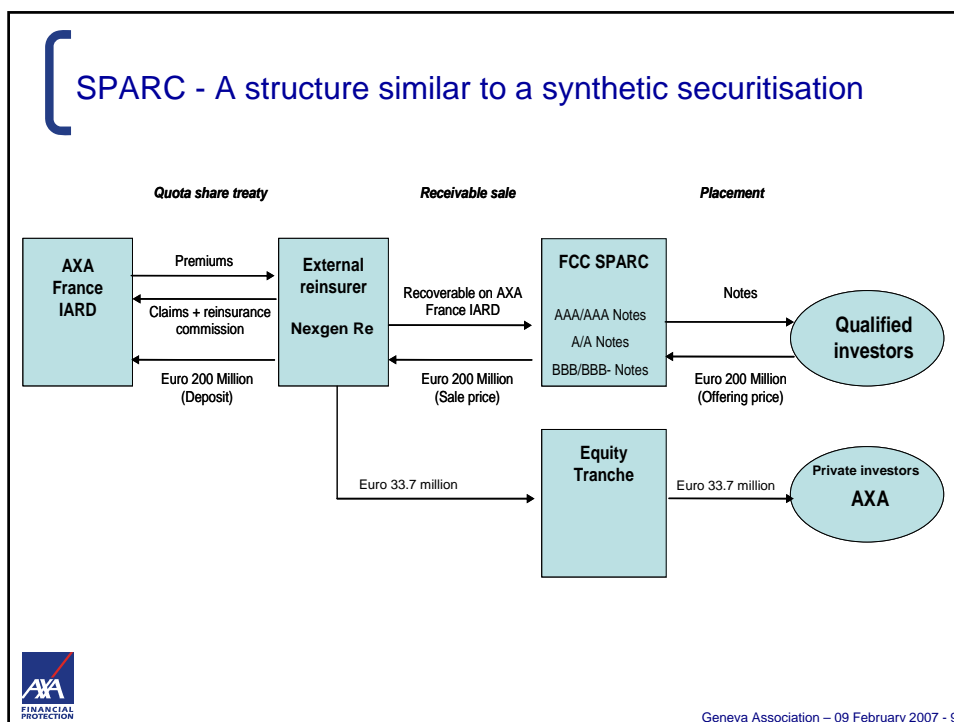 SPARC - A structure similar to a synthetic securitisation
Quota share treaty
Receivable sale
Placement
AXA
France
IARD
Premiums
Claims + reinsurance
commission
Euro 200 Million
(Deposit)
External
reinsurer
Nexgen Re
Recoverable on AXA
France IARD
Euro 200 Million
(Sale price)
FCC SPARC
AAA/AAA Notes
A/A Notes
BBB/BBB- Notes
Notes
Euro 200 Million
(Offering price)
Qualified
investors
Euro 33.7 million
Equity
Tranche
Euro 33.7 million
Private investors
AXA
AXA
FINANCIAL
PROTECTION
Geneva Association – 09 February 2007 - 9